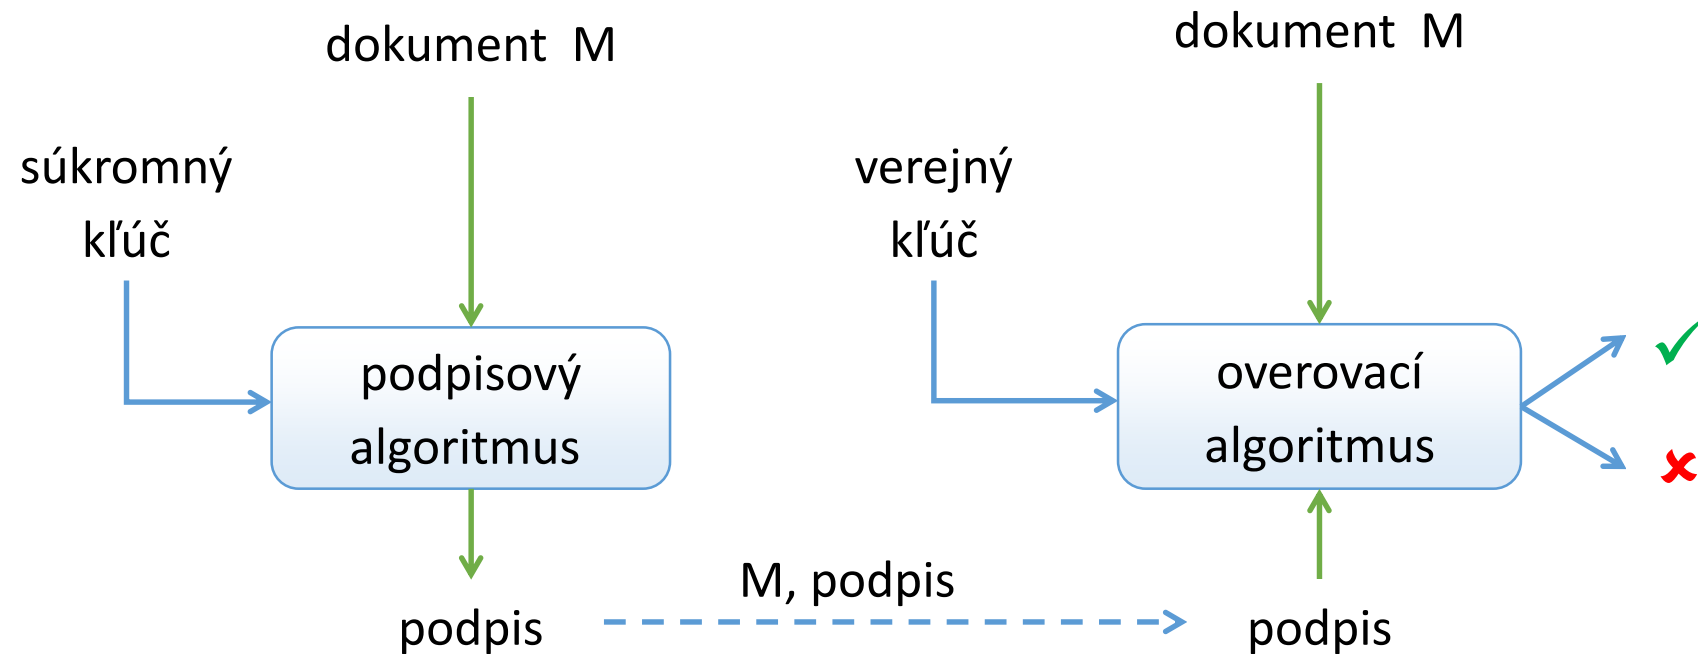 dokument M
súkromný
kľúč
podpisový
algoritmus
podpis
M, podpis
dokument M
verejný
kľúč
overovací
algoritmus
podpis